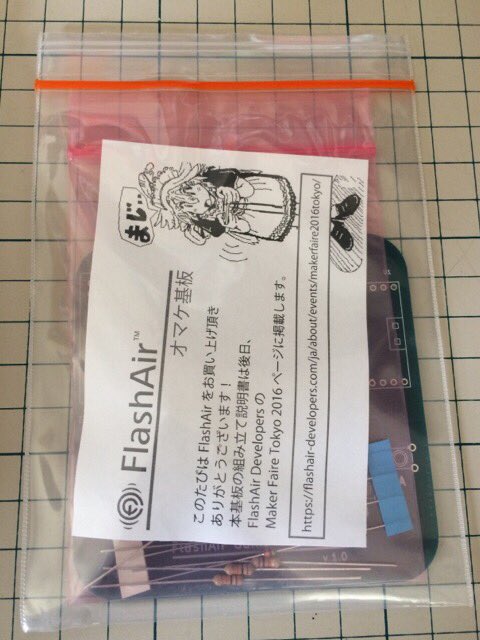 まじ…
FlashAir™
オマケ基板
このたびは FlashAir をお買い上げ頂き
ありがとうございます！
本基板の組み立て説明書は後日、
FlashAir Developers の
Maker Faire Tokyo 2016 ページに掲載します。
https://flashair-developers.com/ja/about/events/makerfaire2016tokyo/
FlashAir
v1.0